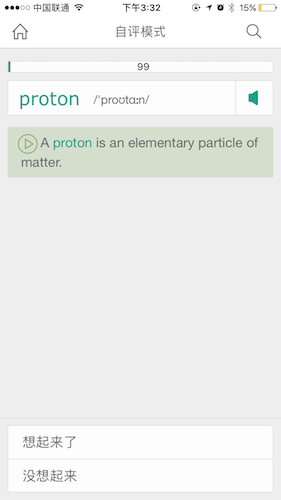 中国联通 下午3:32 15%
自评模式
99
proton /ˈproʊtɑːn/
A proton is an elementary particle of
matter.
想起来了
没想起来